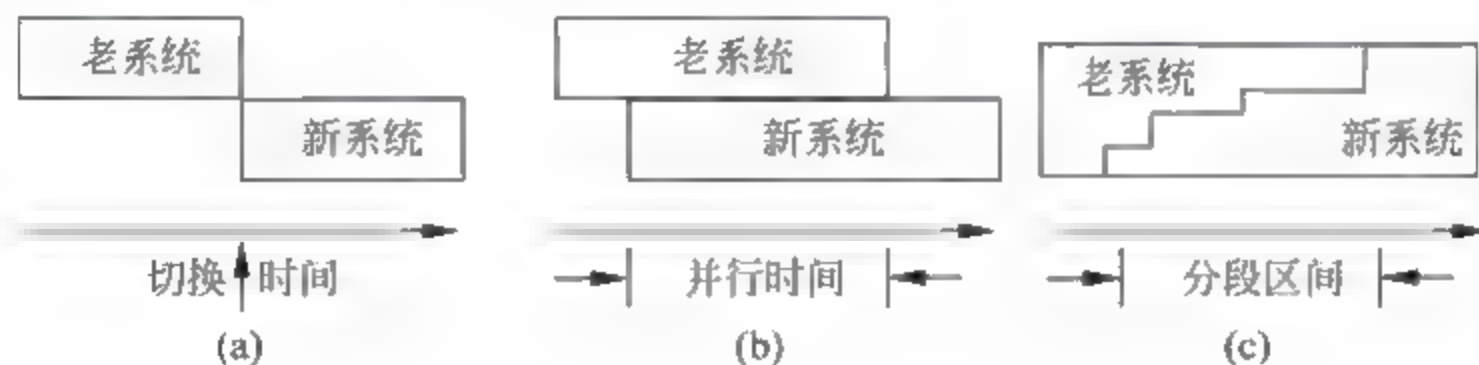 老系统
新系统
切换 时间
(a)
老系统
新系统
并行时间
(b)
老系统
新系统
分段区间
(c)